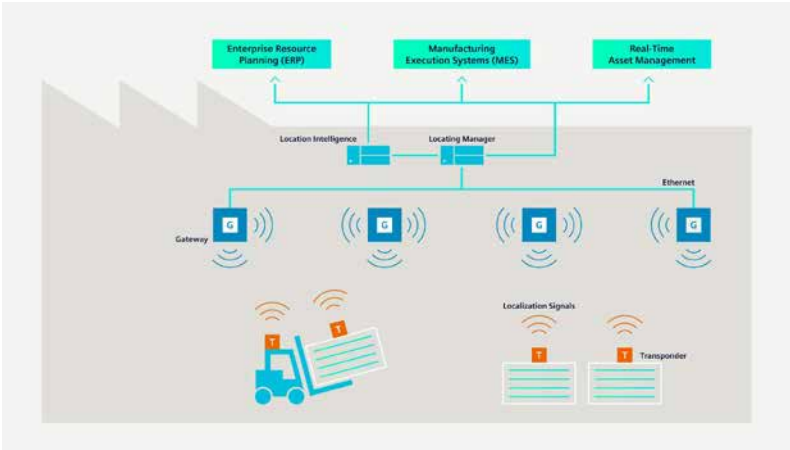 Enterprise Resource
Planning (ERP)
Manufacturing
Execution Systems (MES)
Real-Time
Asset Management
Location Intelligence
Locating Manager
Ethernet
G
G
G
G
Gateway
Localization Signals
T
T
T
T
Transponder